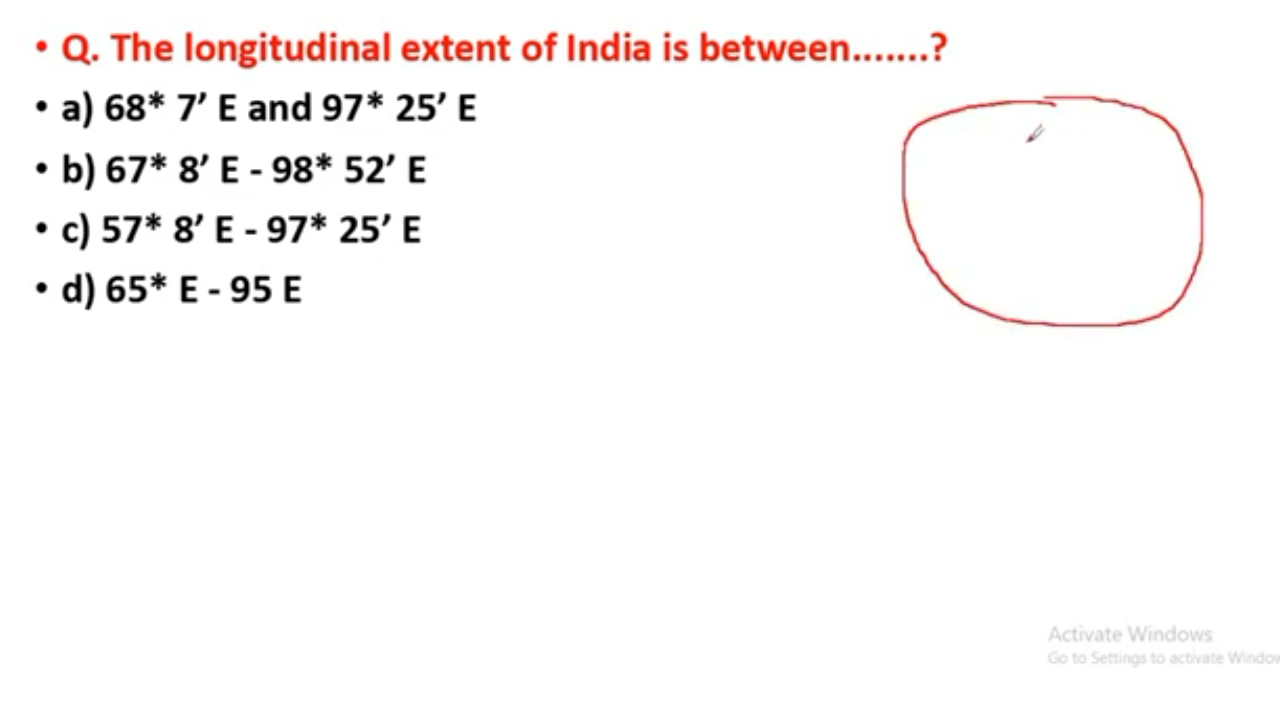 • Q. The longitudinal extent of India is between.......?
• a) 68* 7’ E and 97* 25’ E
• b) 67* 8’ E - 98* 52’ E
• c) 57* 8’ E - 97* 25’ E
• d) 65* E - 95 E
Activate Windows
Go to Settings to activate Window